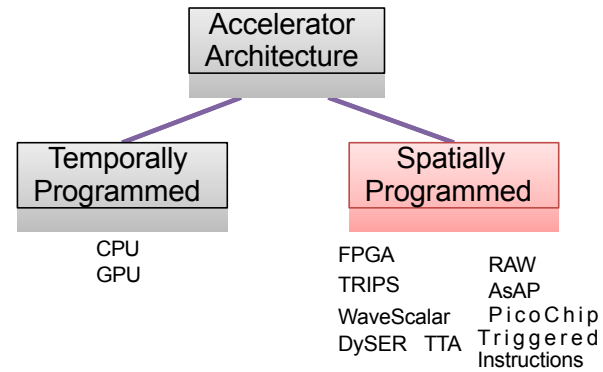 Accelerator
Architecture
Temporally
Programmed
Spatially
Programmed
CPU
GPU
FPGA
TRIPS
WaveScalar
DySER TTA
RAW
AsAP
PicoChip
Triggered
Instructions